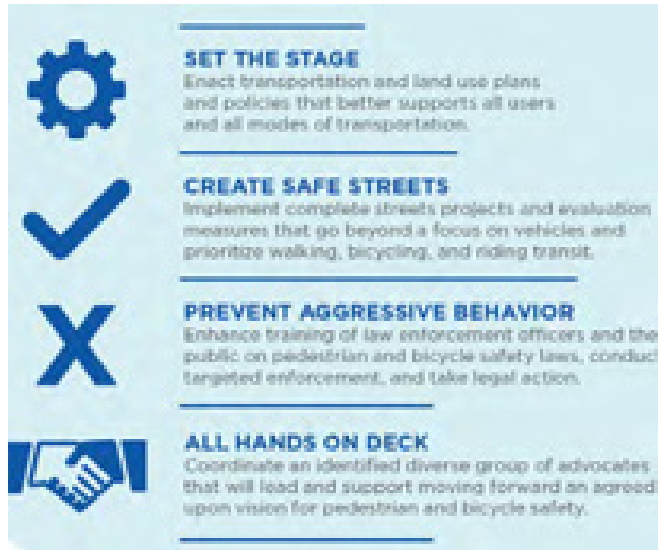 SET THE STAGE
Enact transportation and land use plans
and policies that better supports all users
and all modes of transportation.
CREATE SAFE STREETS
Implement complete streets projects and evaluation
measures that go beyond a focus on vehicles and
prioritize walking, bicycling, and riding transit.
PREVENT AGGRESSIVE BEHAVIOR
Enhance training of law enforcement officers and the
public on pedestrian and bicycle safety laws, conduct
targeted enforcement, and take legal action.
ALL HANDS ON DECK
Coordinate an identified diverse group of advocates
that will lead and support moving forward an agreed
upon vision for pedestrian and bicycle safety.